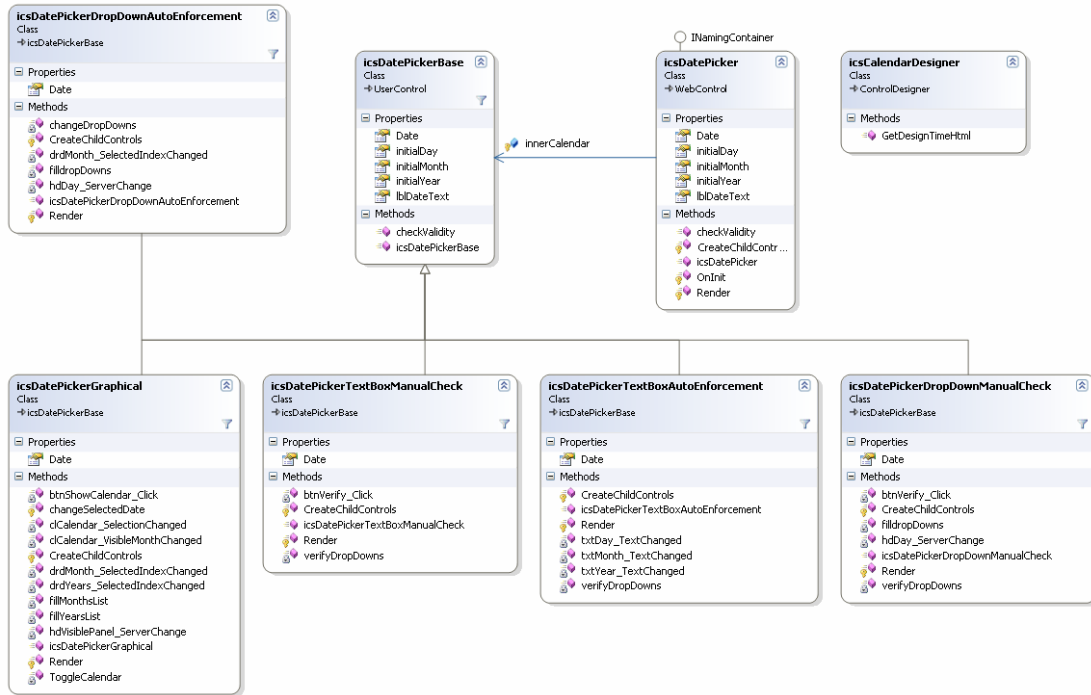 icsDatePickerDropDownAutoEnforcement
Class
icsDatePickerBase
Properties
Date
Methods
changeDropDowns
CreateChildControls
drdMonth_SelectedIndexChanged
filldropDowns
hdDay_ServerChange
icsDatePickerDropDownAutoEnforcement
Render
icsDatePickerBase
Class
UserControl
Properties
Date
initialDay
initialMonth
initialYear
lblDateText
Methods
checkValidity
icsDatePickerBase
innerCalendar
INamingContainer
icsDatePicker
Class
WebControl
Properties
Date
initialDay
initialMonth
initialYear
lblDateText
Methods
checkValidity
CreateChildContr...
icsDatePicker
OnInit
Render
icsCalendarDesigner
Class
ControlDesigner
Methods
GetDesignTimeHtml
icsDatePickerGraphical
Class
icsDatePickerBase
Properties
Date
Methods
btnShowCalendar_Click
changeSelectedDate
clCalendar_SelectionChanged
clCalendar_VisibleMonthChanged
CreateChildControls
drdMonth_SelectedIndexChanged
drdYears_SelectedIndexChanged
fillMonthsList
fillYearsList
hdVisiblePanel_ServerChange
icsDatePickerGraphical
Render
ToggleCalendar
icsDatePickerTextBoxManualCheck
Class
icsDatePickerBase
Properties
Date
Methods
btnVerify_Click
CreateChildControls
icsDatePickerTextBoxManualCheck
Render
verifyDropDowns
icsDatePickerTextBoxAutoEnforcement
Class
icsDatePickerBase
Properties
Date
Methods
CreateChildControls
icsDatePickerTextBoxAutoEnforcement
Render
txtDay_TextChanged
txtMonth_TextChanged
txtYear_TextChanged
verifyDropDowns
icsDatePickerDropDownManualCheck
Class
icsDatePickerBase
Properties
Date
Methods
btnVerify_Click
CreateChildControls
filldropDowns
hdDay_ServerChange
icsDatePickerDropDownManualCheck
Render
verifyDropDowns